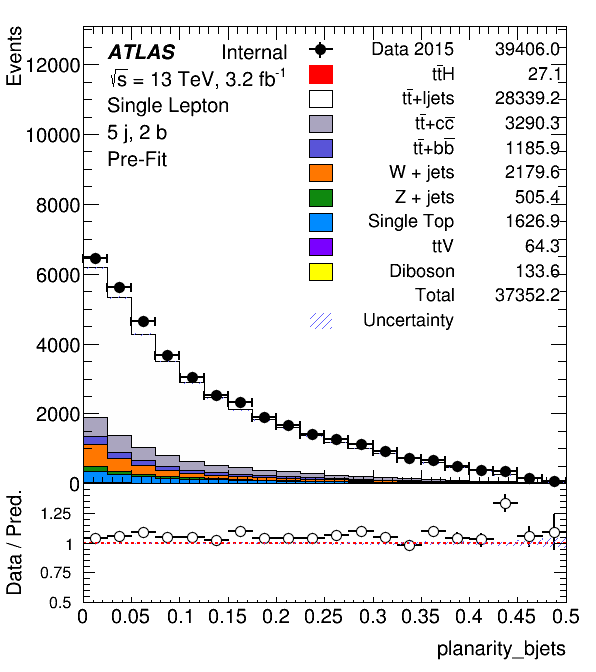 Events
12000
10000
8000
6000
4000
2000
0
ATLAS Internal
√s = 13 TeV, 3.2 fb⁻¹
Single Lepton
5 j, 2 b
Pre-Fit
Data 2015 39406.0
tt̄H 27.1
tt̄+ljets 28339.2
tt̄+cc̄ 3290.3
tt̄+bb̄ 1185.9
W + jets 2179.6
Z + jets 505.4
Single Top 1626.9
ttV 64.3
Diboson 133.6
Total 37352.2
Uncertainty
Data / Pred.
1.25
1
0.75
0.5
0 0.05 0.1 0.15 0.2 0.25 0.3 0.35 0.4 0.45 0.5
planarity_bjets